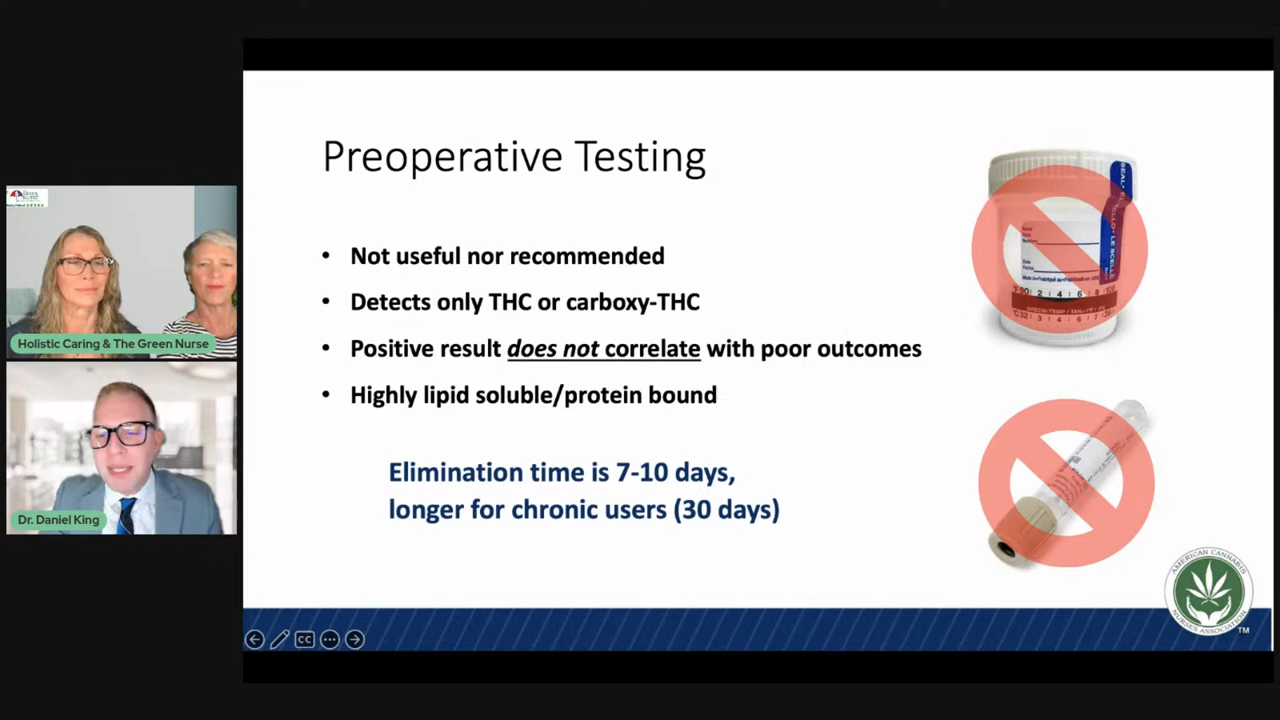 Preoperative Testing
• Not useful nor recommended
• Detects only THC or carboxy-THC
• Positive result does not correlate with poor outcomes
• Highly lipid soluble/protein bound
Elimination time is 7-10 days,
longer for chronic users (30 days)
Holistic Caring & The Green Nurse
Dr. Daniel King
CC
AMERICAN CANNABIS
NURSES ASSOCIATION
TM